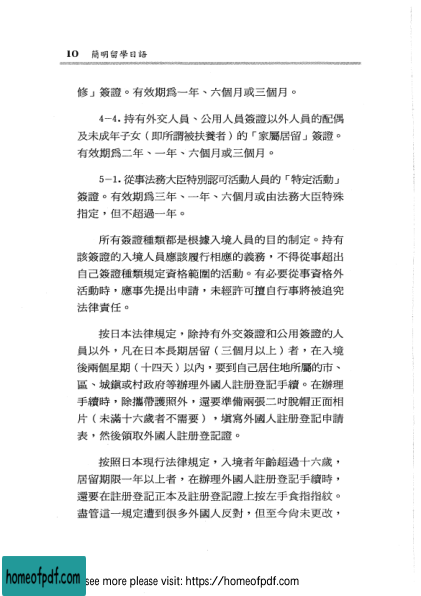 10 簡明留學日語
修」簽證。有效期爲一年、六個月或三個月。
4-4. 持有外交人員、公用人員簽證以外人員的配偶
及未成年子女（即所謂被扶養者）的「家屬居留」簽證。
有效期爲二年、一年、六個月或三個月。
5-1. 從事法務大臣特別認可活動人員的「特定活動」
簽證。有效期爲三年、一年、六個月或由法務大臣特殊
指定，但不超過一年。
所有簽證種類都是根據入境人員的目的制定。持有
該簽證的入境人員應該履行相應的義務，不得從事超出
自己簽證種類規定資格範圍的活動。有必要從事資格外
活動時，應事先提出申請，未經許可擅自行事將被追究
法律責任。
按日本法律規定，除持有外交簽證和公用簽證的人
員以外，凡在日本長期居留（三個月以上）者，在入境
後兩個星期（十四天）以內，要到自己居住地所屬的市、
區、城鎭或村政府等辦理外國人註册登記手續。在辦理
手續時，除攜帶護照外，還要準備兩張二吋脫帽正面相
片（未滿十六歲者不需要），塡寫外國人註册登記申請
表，然後領取外國人註册登記證。
按照日本現行法律規定，入境者年齡超過十六歲，
居留期限一年以上者，在辦理外國人註册登記手續時，
還要在註册登記正本及註册登記證上按左手食指指紋。
盡管這一規定遭到很多外國人反對，但至今尙未更改，
homeofpdf.com
see more please visit: https://homeofpdf.com